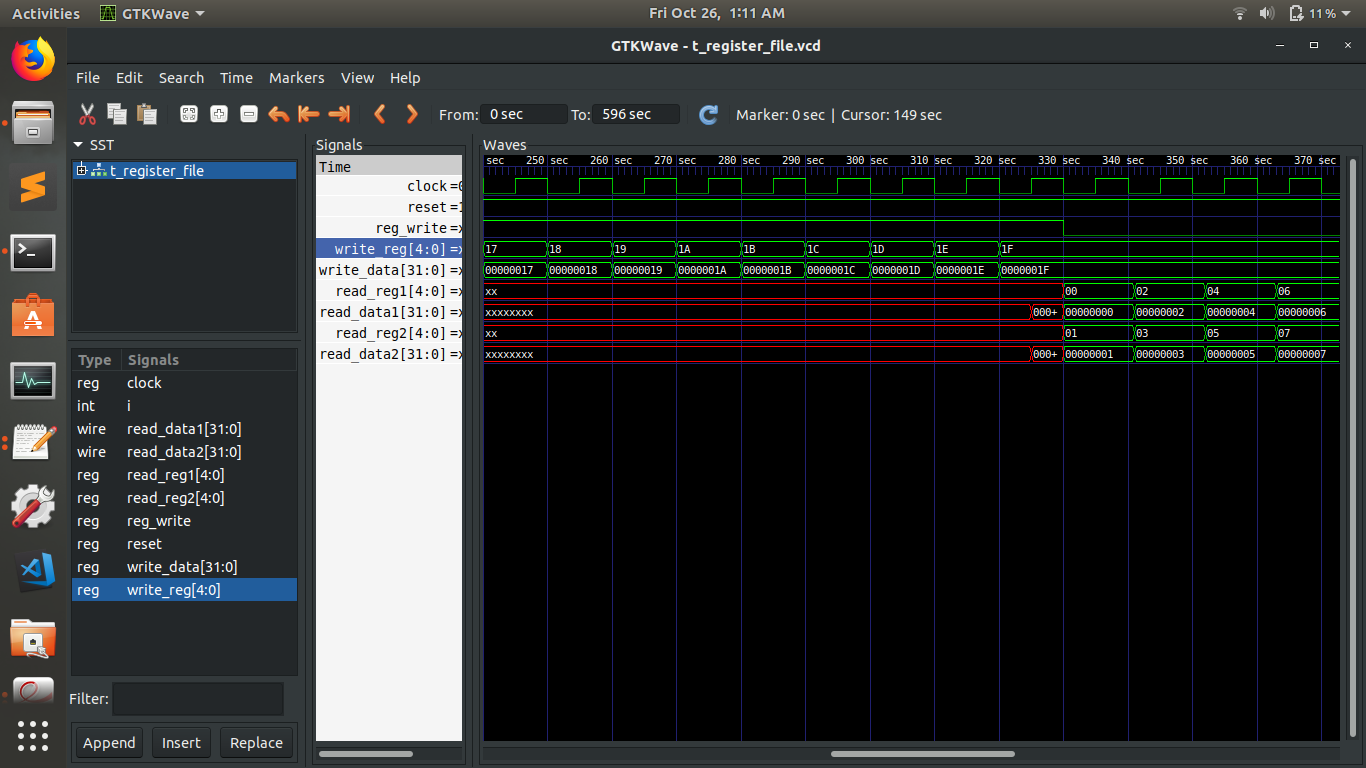 Activities GTKWave Fri Oct 26, 1:11 AM 11%
GTKWave - t_register_file.vcd
File Edit Search Time Markers View Help
From: 0 sec To: 596 sec Marker: 0 sec | Cursor: 149 sec
SST
t_register_file
Type Signals
reg clock
int i
wire read_data1[31:0]
wire read_data2[31:0]
reg read_reg1[4:0]
reg read_reg2[4:0]
reg reg_write
reg reset
reg write_data[31:0]
reg write_reg[4:0]
Filter:
Append Insert Replace
Signals
Time
clock =0
reset =1
reg_write =x
write_reg[4:0] =x
write_data[31:0] =x
read_reg1[4:0] =x
read_data1[31:0] =x
read_reg2[4:0] =x
read_data2[31:0] =x
Waves
sec 250 sec 260 sec 270 sec 280 sec 290 sec 300 sec 310 sec 320 sec 330 sec 340 sec 350 sec 360 sec 370 sec
17 18 19 1A 1B 1C 1D 1E 1F
00000017 00000018 00000019 0000001A 0000001B 0000001C 0000001D 0000001E 0000001F
xx 00 02 04 06
xxxxxxxx 000+ 00000000 00000002 00000004 00000006
xx 01 03 05 07
xxxxxxxx 000+ 00000001 00000003 00000005 00000007